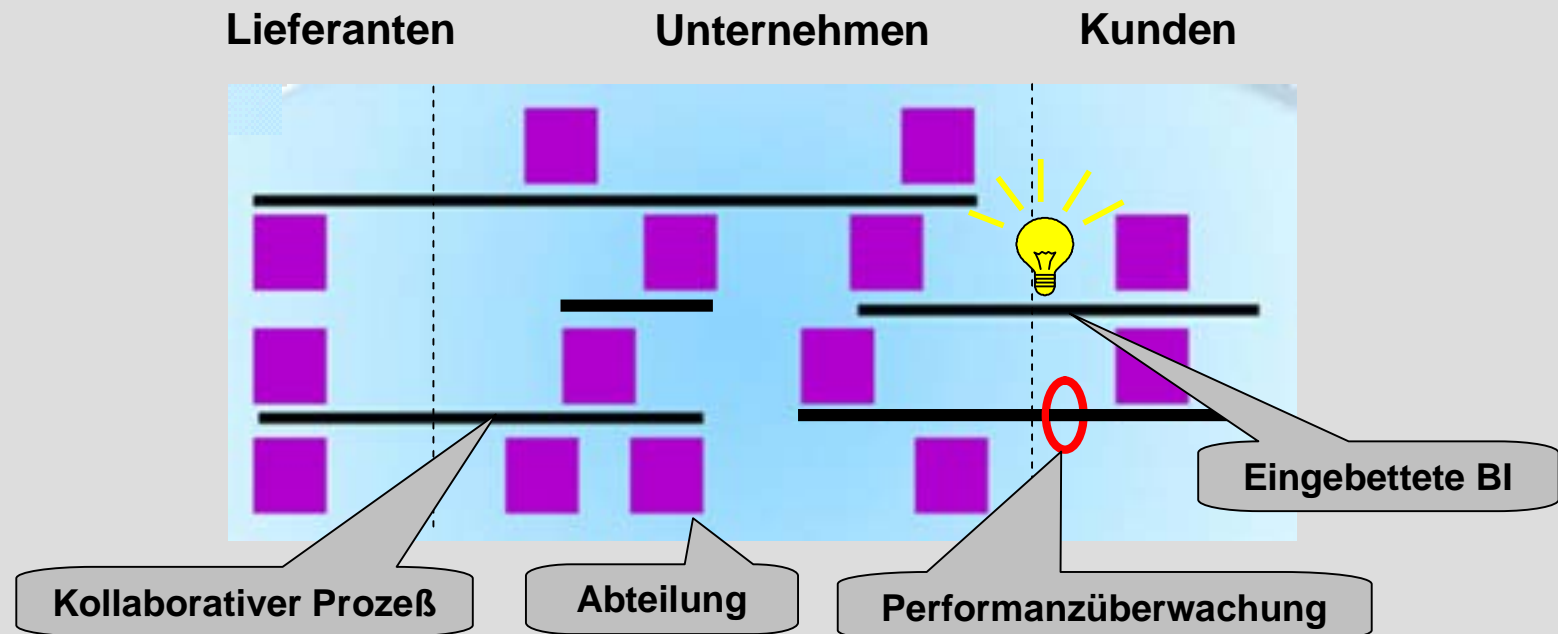 Lieferanten
Unternehmen
Kunden
Eingebettete BI
Kollaborativer Prozeß
Abteilung
Performanzüberwachung